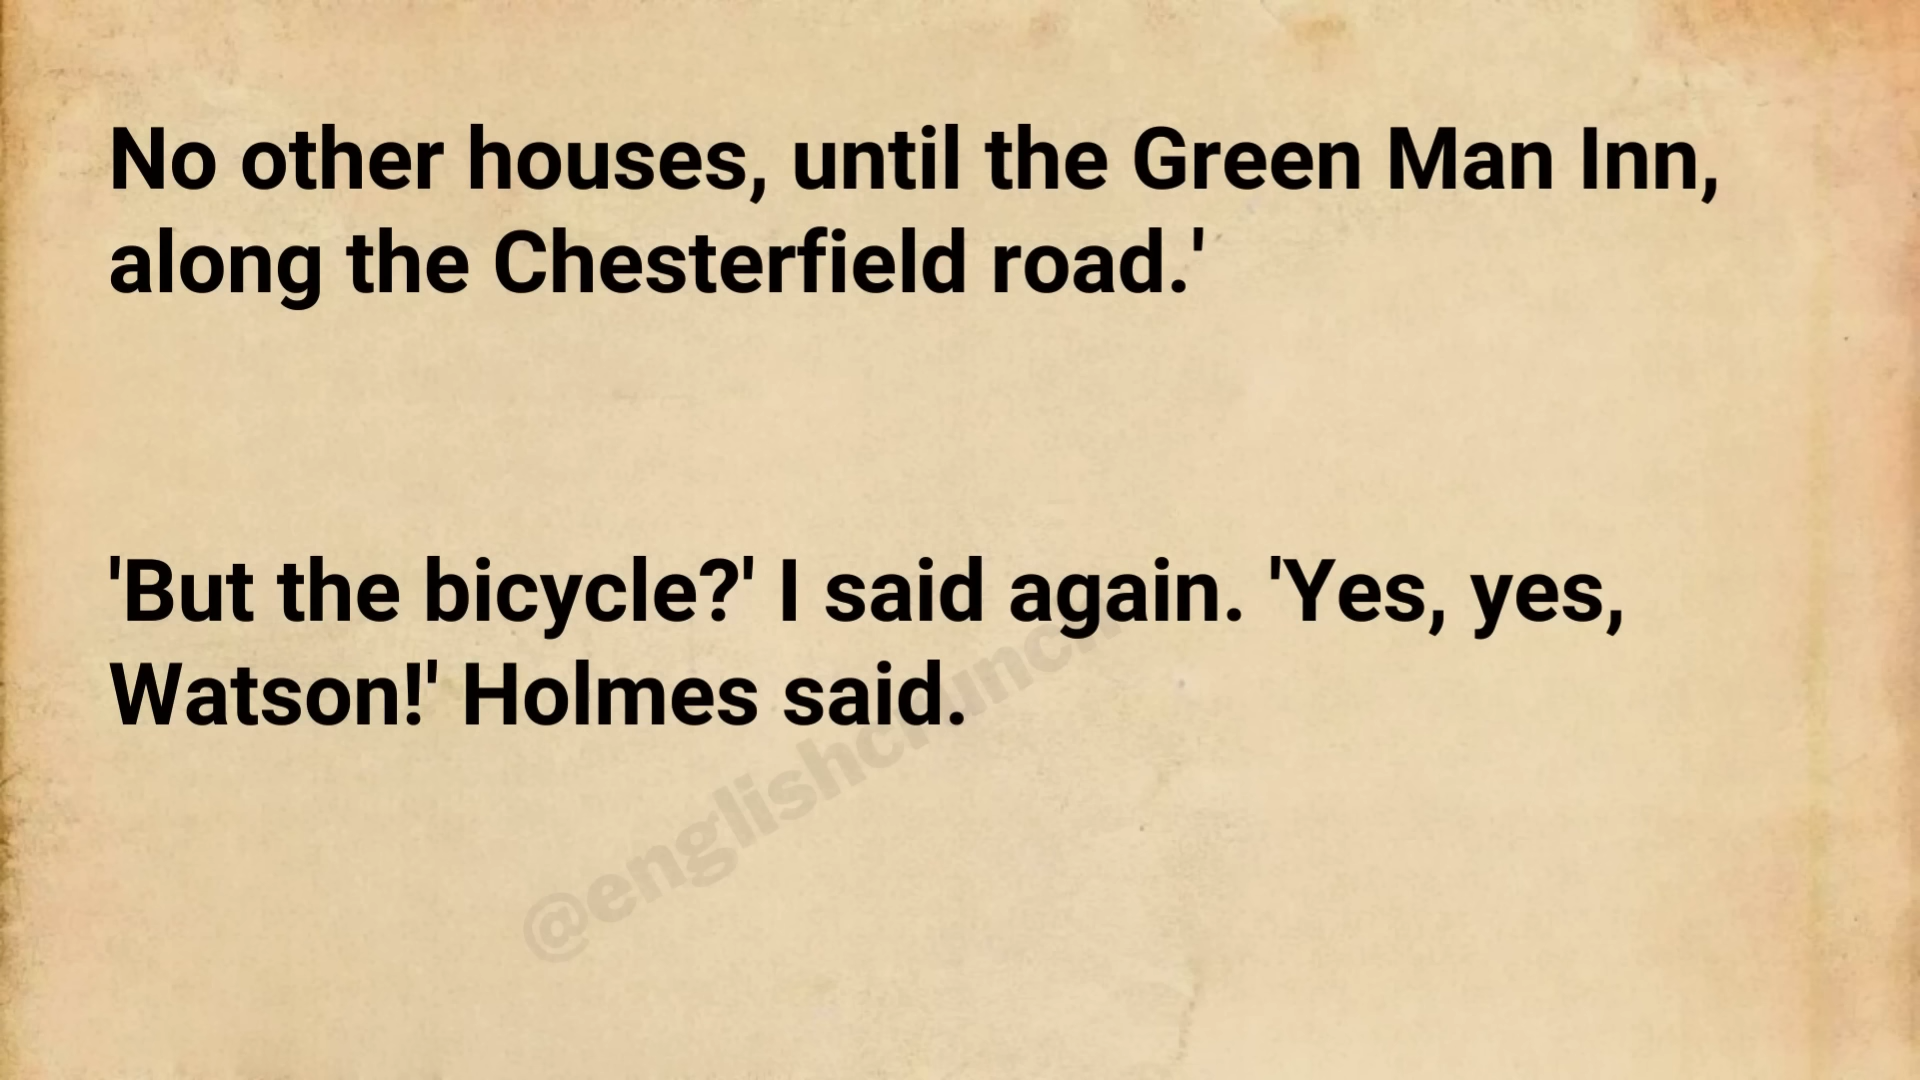 No other houses, until the Green Man Inn,
along the Chesterfield road.'
'But the bicycle?' I said again. 'Yes, yes,
Watson!' Holmes said.